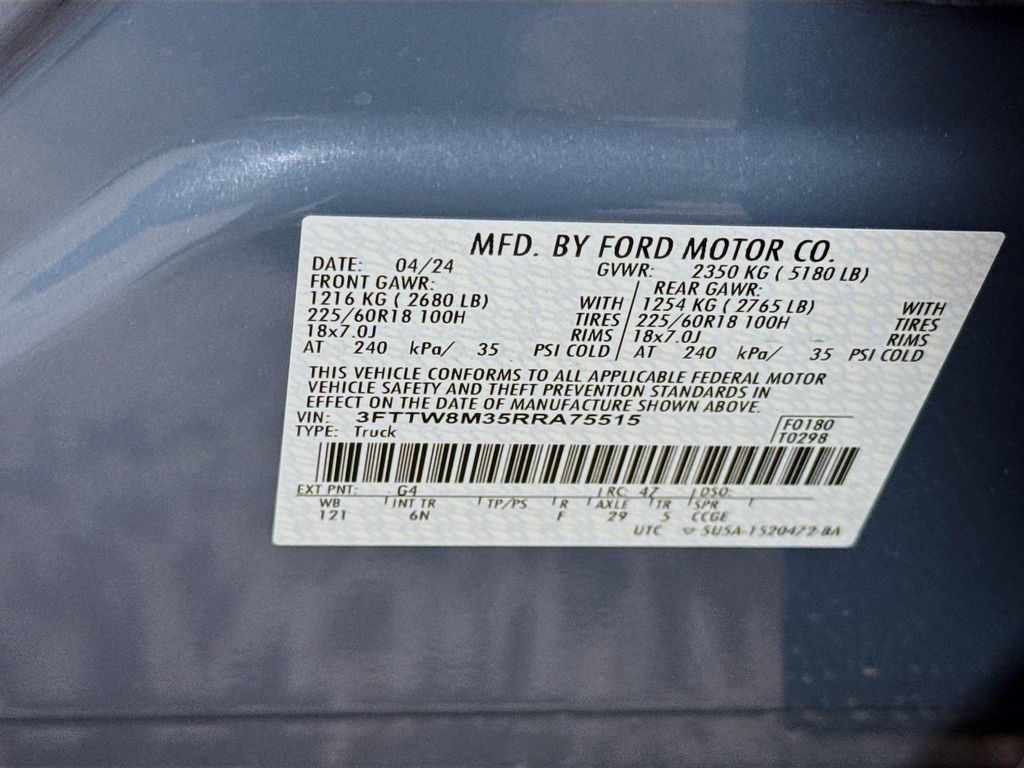 MFD. BY FORD MOTOR CO.
DATE: 04/24 GVWR: 2350 KG ( 5180 LB)
FRONT GAWR: REAR GAWR:
1216 KG ( 2680 LB) WITH 1254 KG ( 2765 LB) WITH
225/60R18 100H TIRES 225/60R18 100H TIRES
18x7.0J RIMS 18x7.0J RIMS
AT 240 kPa/ 35 PSI COLD AT 240 kPa/ 35 PSI COLD
THIS VEHICLE CONFORMS TO ALL APPLICABLE FEDERAL MOTOR
VEHICLE SAFETY AND THEFT PREVENTION STANDARDS IN
EFFECT ON THE DATE OF MANUFACTURE SHOWN ABOVE.
VIN: 3FTTW8M35RRA75515 F0180
TYPE: Truck T0298
EXT PNT: G4 RC: 47 DSO:
WB INT TR TP/PS R AXLE TR SPR
121 6N F 29 5 CCGE
UTC SU5A-1520472-BA